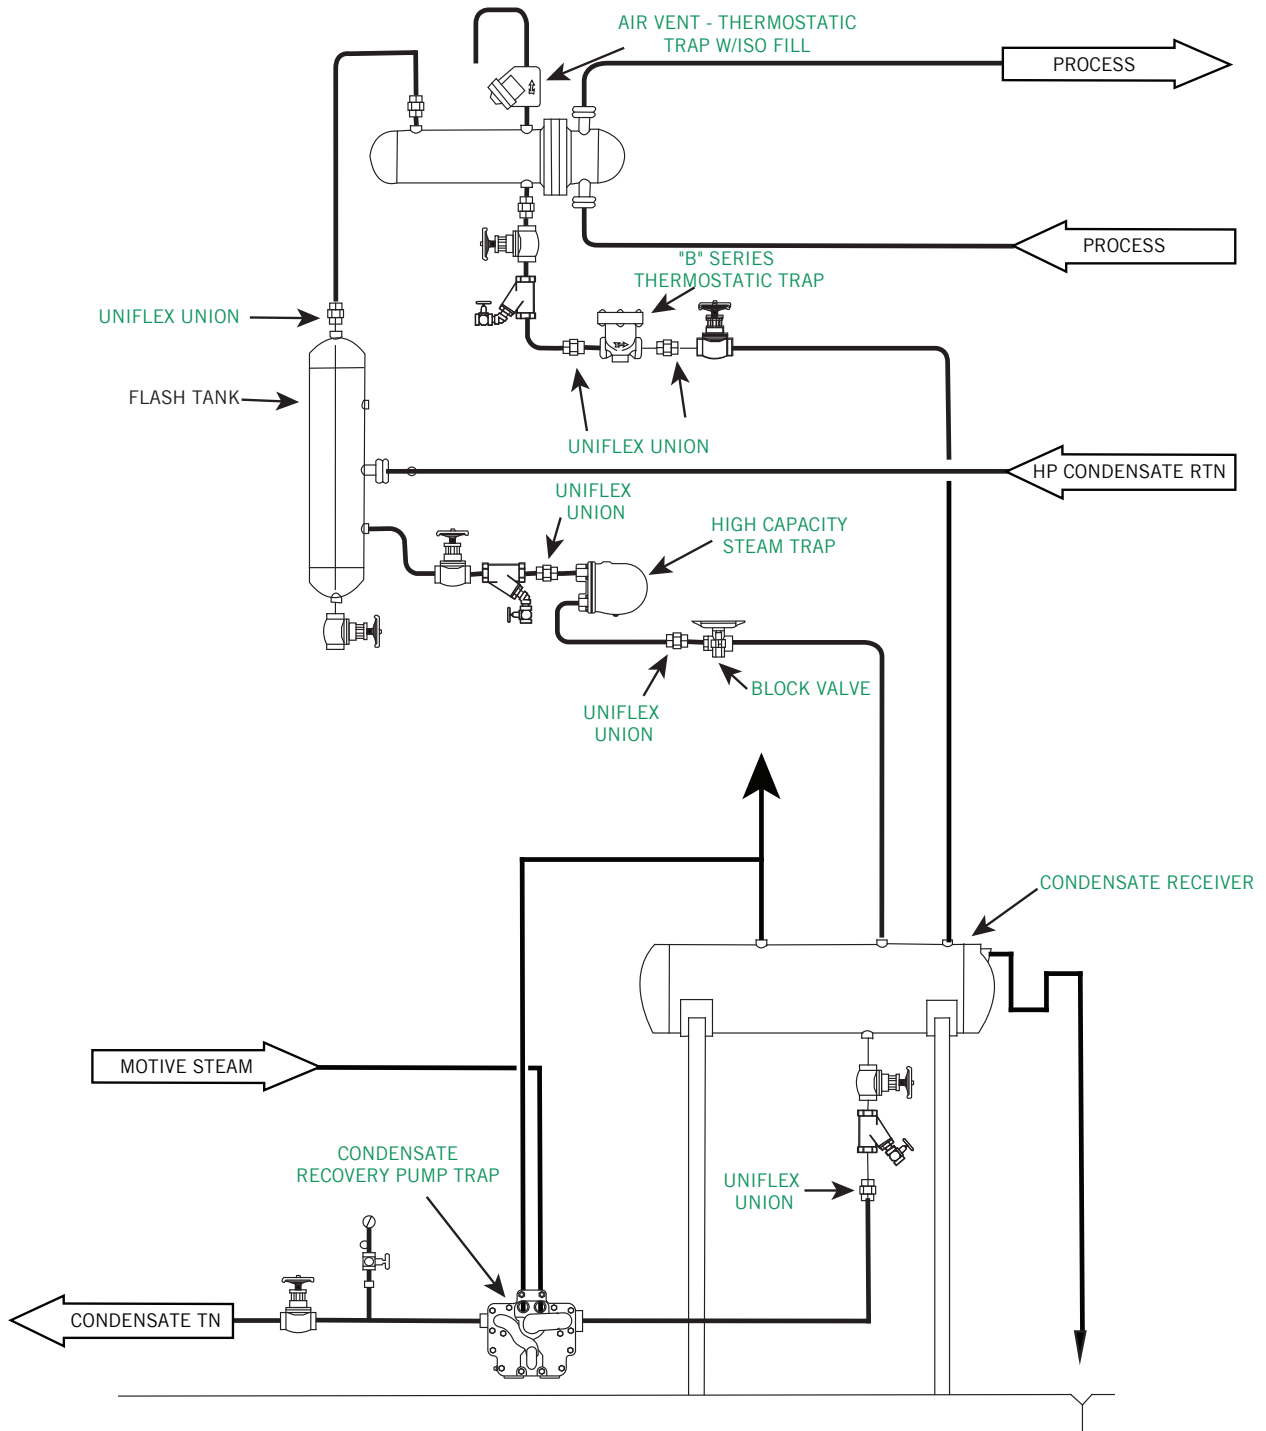 AIR VENT - THERMOSTATIC
TRAP W/ISO FILL
PROCESS
PROCESS
"B" SERIES
THERMOSTATIC TRAP
UNIFLEX UNION
FLASH TANK
UNIFLEX UNION
HP CONDENSATE RTN
UNIFLEX
UNION
HIGH CAPACITY
STEAM TRAP
BLOCK VALVE
UNIFLEX
UNION
CONDENSATE RECEIVER
MOTIVE STEAM
CONDENSATE
RECOVERY PUMP TRAP
UNIFLEX
UNION
CONDENSATE TN